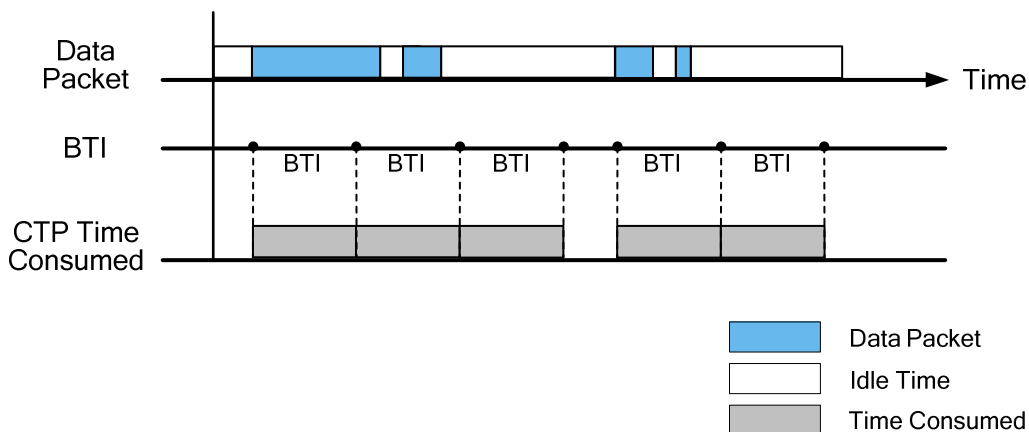 Data
Packet
Time
BTI
BTI
BTI
BTI
BTI
BTI
CTP Time
Consumed
Data Packet
Idle Time
Time Consumed